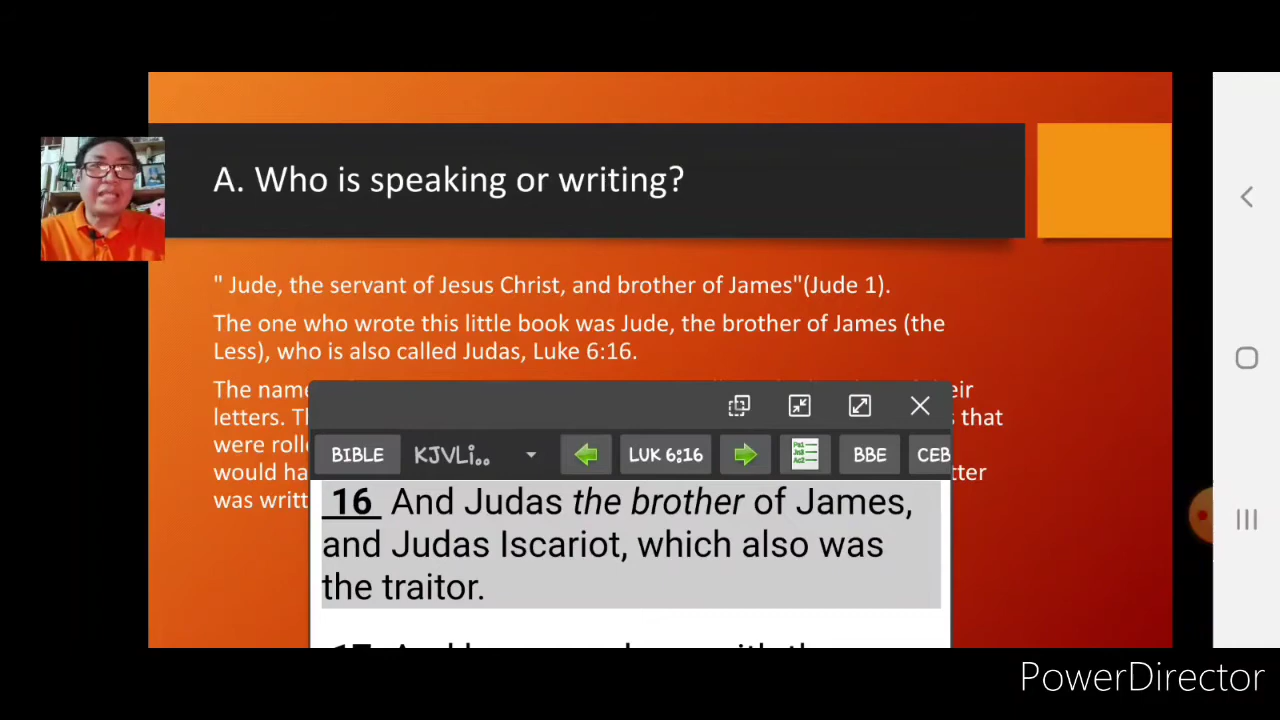 A. Who is speaking or writing?
" Jude, the servant of Jesus Christ, and brother of James"(Jude 1).
The one who wrote this little book was Jude, the brother of James (the
Less), who is also called Judas, Luke 6:16.
The name
letters.
that
were
would
was
BIBLE KJVLi.. LUK 6:16 BBE CEB
16 And Judas the brother of James,
and Judas Iscariot, which also was
the traitor.
PowerDirector